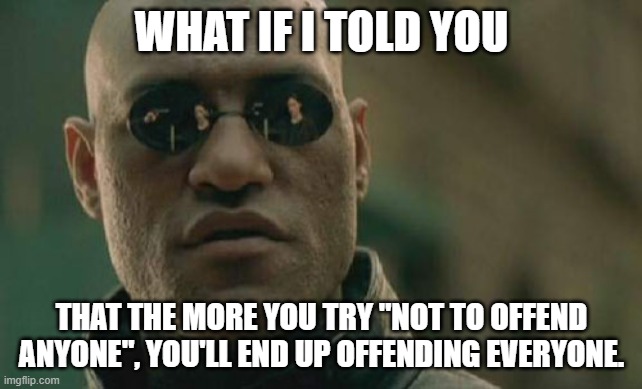 WHAT IF I TOLD YOU
THAT THE MORE YOU TRY "NOT TO OFFEND
ANYONE", YOU'LL END UP OFFENDING EVERYONE.
imgflip.com